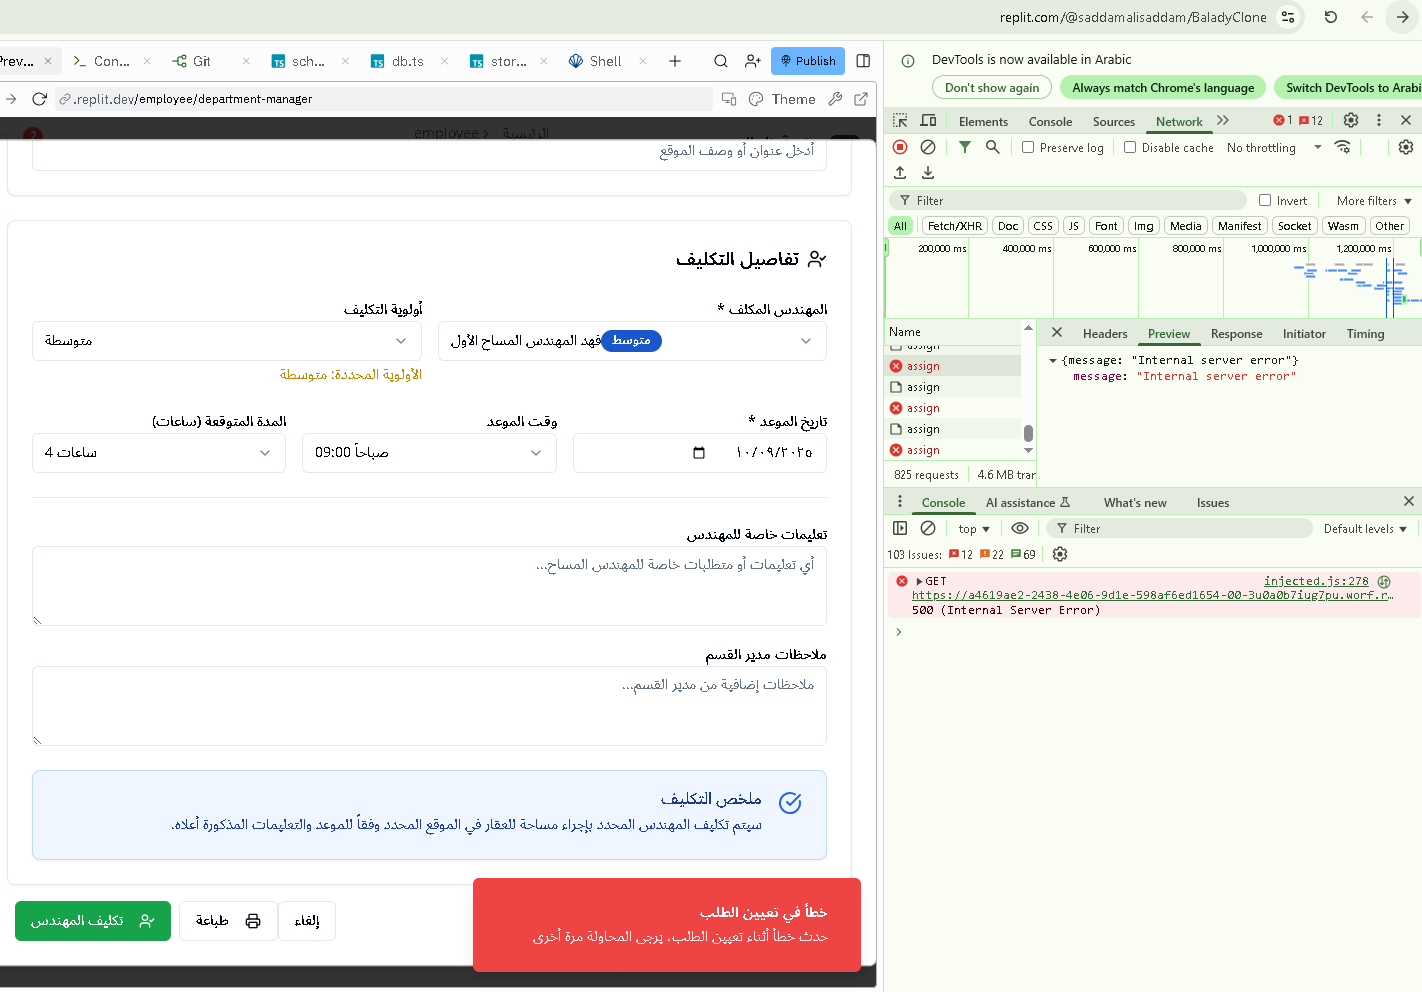 replit.com/@saddamalisaddam/BaladyClone
Prev...
Con...
Git
sch...
db.ts
stor...
Shell
Publish
.replit.dev/employee/department-manager
Theme
employee
الرئيسية
2
أدخل عنوان أو وصف الموقع
تفاصيل التكليف
المهندس المكلف *
أولوية التكليف
فهد المهندس المساح الأول
متوسط
متوسطة
الأولوية المحددة: متوسطة
تاريخ الموعد *
وقت الموعد
المدة المتوقعة (ساعات)
١٠/٠٩/٢٠٢٥
09:00 صباحاً
4 ساعات
تعليمات خاصة للمهندس
أي تعليمات أو متطلبات خاصة للمهندس المساح...
ملاحظات مدير القسم
ملاحظات إضافية من مدير القسم...
ملخص التكليف
سيتم تكليف المهندس المحدد بإجراء مساحة للعقار في الموقع المحدد وفقاً للموعد والتعليمات المذكورة أعلاه.
إلغاء
طباعة
تكليف المهندس
خطأ في تعيين الطلب
حدث خطأ أثناء تعيين الطلب، يرجى المحاولة مرة أخرى
DevTools is now available in Arabic
Don't show again
Always match Chrome's language
Switch DevTools to Arabi
Elements
Console
Sources
Network
1
12
Preserve log
Disable cache
No throttling
Filter
Invert
More filters
All
Fetch/XHR
Doc
CSS
JS
Font
Img
Media
Manifest
Socket
Wasm
Other
200,000 ms
400,000 ms
600,000 ms
800,000 ms
1,000,000 ms
1,200,000 ms
Name
Headers
Preview
Response
Initiator
Timing
assign
assign
assign
assign
assign
assign
{message: "Internal server error"}
message: "Internal server error"
825 requests
4.6 MB tran
Console
AI assistance
What's new
Issues
top
Filter
Default levels
103 Issues:
12
22
69
GET
injected.js:278
https://a4619ae2-2438-4e06-9d1e-598af6ed1654-00-3u0a0b7iug7pu.worf.r…
500 (Internal Server Error)